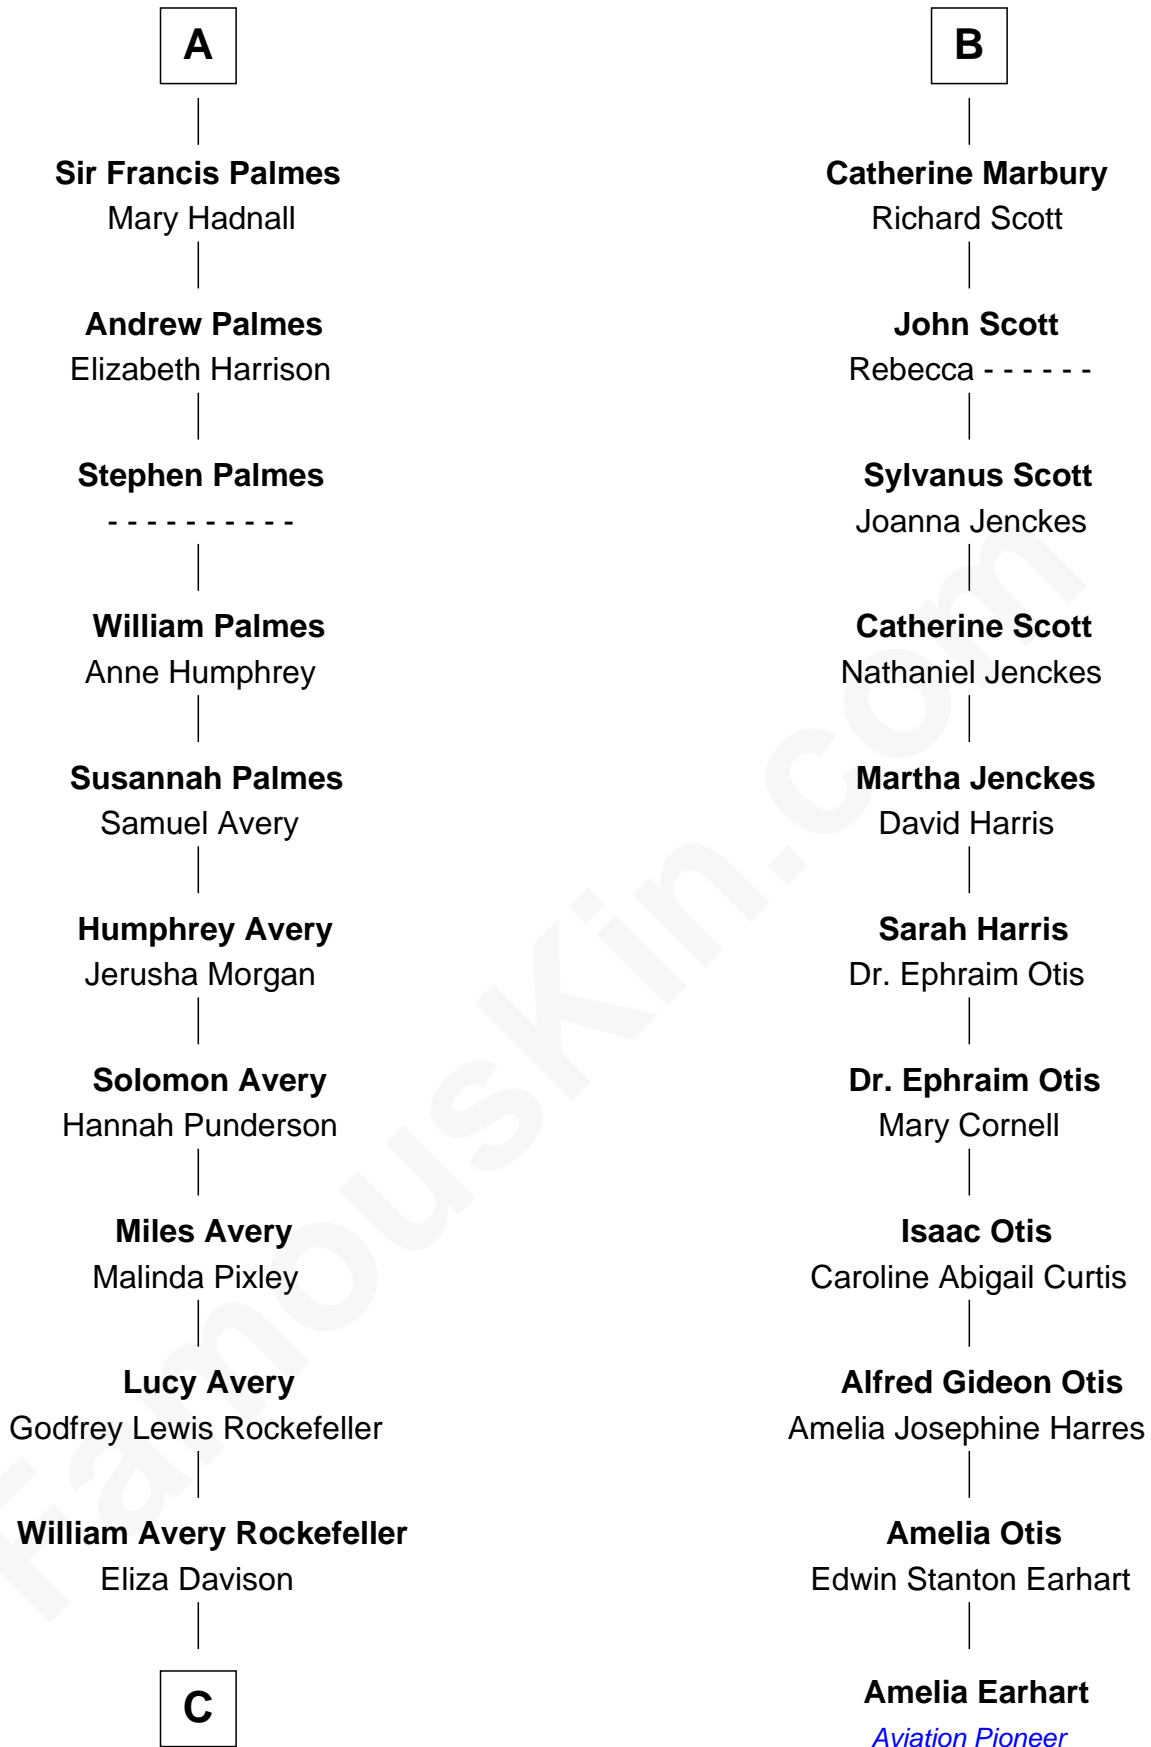 A
Sir Francis Palmes
Mary Hadnall
Andrew Palmes
Elizabeth Harrison
Stephen Palmes
- - - - - - - - - -
William Palmes
Anne Humphrey
Susannah Palmes
Samuel Avery
Humphrey Avery
Jerusha Morgan
Solomon Avery
Hannah Punderson
Miles Avery
Malinda Pixley
Lucy Avery
Godfrey Lewis Rockefeller
William Avery Rockefeller
Eliza Davison
C
B
Catherine Marbury
Richard Scott
John Scott
Rebecca - - - - - -
Sylvanus Scott
Joanna Jenckes
Catherine Scott
Nathaniel Jenckes
Martha Jenckes
David Harris
Sarah Harris
Dr. Ephraim Otis
Dr. Ephraim Otis
Mary Cornell
Isaac Otis
Caroline Abigail Curtis
Alfred Gideon Otis
Amelia Josephine Harres
Amelia Otis
Edwin Stanton Earhart
Amelia Earhart
Aviation Pioneer
FamousKin.com